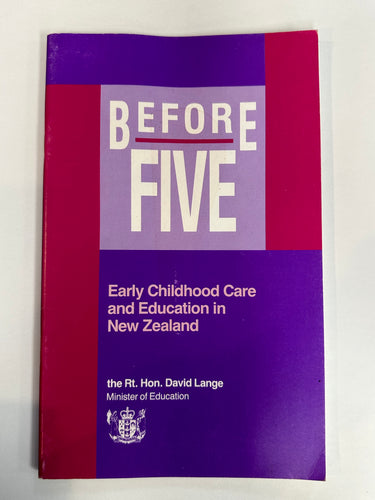 BEFORE
FIVE
Early Childhood Care
and Education in
New Zealand
the Rt. Hon. David Lange
Minister of Education